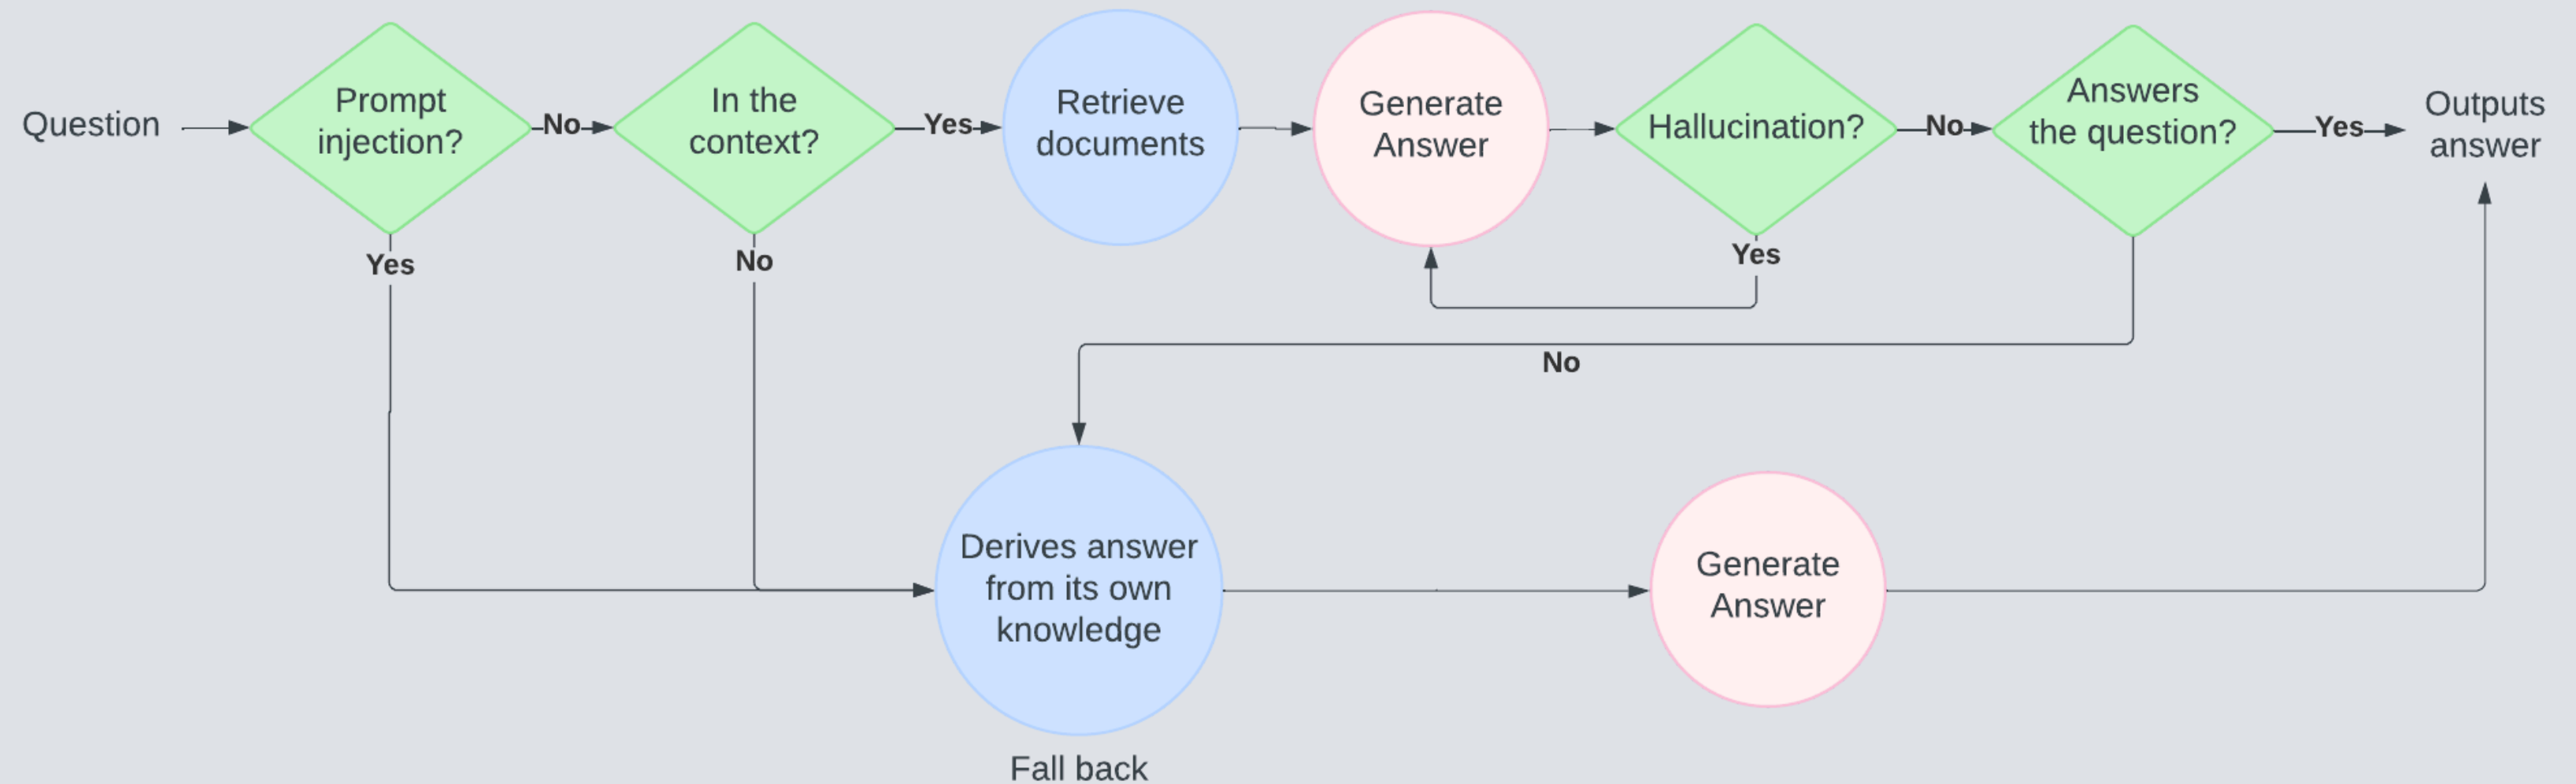 Question
Prompt
injection?
No
In the
context?
Yes
Retrieve
documents
Generate
Answer
Hallucination?
No
Answers
the question?
Yes
Outputs
answer
Yes
No
Yes
No
Derives answer
from its own
knowledge
Generate
Answer
Fall back